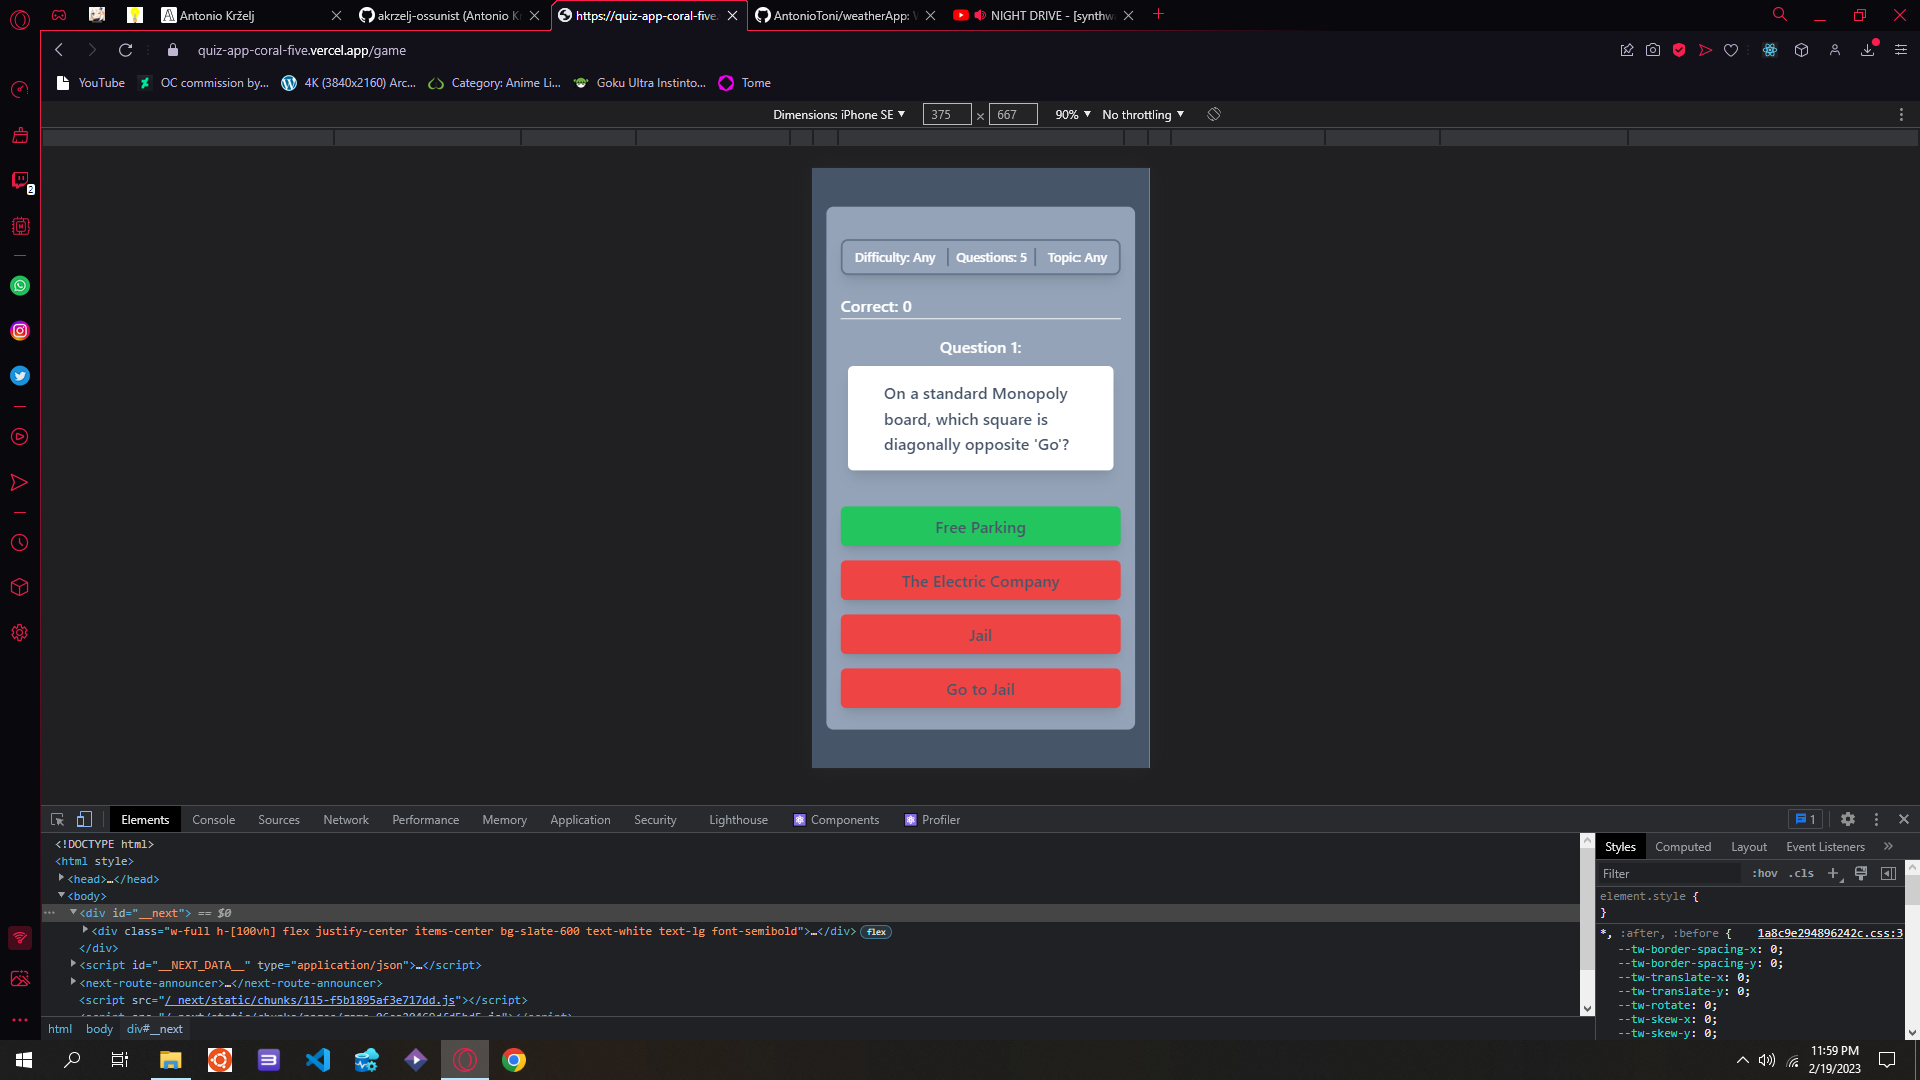 Antonio Krželj
akrzelj-ossunist (Antonio K
https://quiz-app-coral-five.
AntonioToni/weatherApp: W
NIGHT DRIVE - [synthw
quiz-app-coral-five.vercel.app/game
YouTube
OC commission by...
4K (3840x2160) Arc...
Category: Anime Li...
Goku Ultra Instinto...
Tome
Dimensions: iPhone SE
375
×
667
90%
No throttling
2
Difficulty: Any
Questions: 5
Topic: Any
Correct: 0
Question 1:
On a standard Monopoly
board, which square is
diagonally opposite 'Go'?
Free Parking
The Electric Company
Jail
Go to Jail
Elements
Console
Sources
Network
Performance
Memory
Application
Security
Lighthouse
Components
Profiler
1
<!DOCTYPE html>
<html style>
<head>…</head>
<body>
<div id="__next"> == $0
<div class="w-full h-[100vh] flex justify-center items-center bg-slate-600 text-white text-lg font-semibold">…</div> flex
</div>
<script id="__NEXT_DATA__" type="application/json">…</script>
<next-route-announcer>…</next-route-announcer>
<script src="/_next/static/chunks/115-f5b1895af3e717dd.js"></script>
html
body
div#__next
Styles
Computed
Layout
Event Listeners
Filter
:hov
.cls
element.style {
}
*, :after, :before { 1a8c9e294896242c.css:3
--tw-border-spacing-x: 0;
--tw-border-spacing-y: 0;
--tw-translate-x: 0;
--tw-translate-y: 0;
--tw-rotate: 0;
--tw-skew-x: 0;
--tw-skew-y: 0;
11:59 PM
2/19/2023